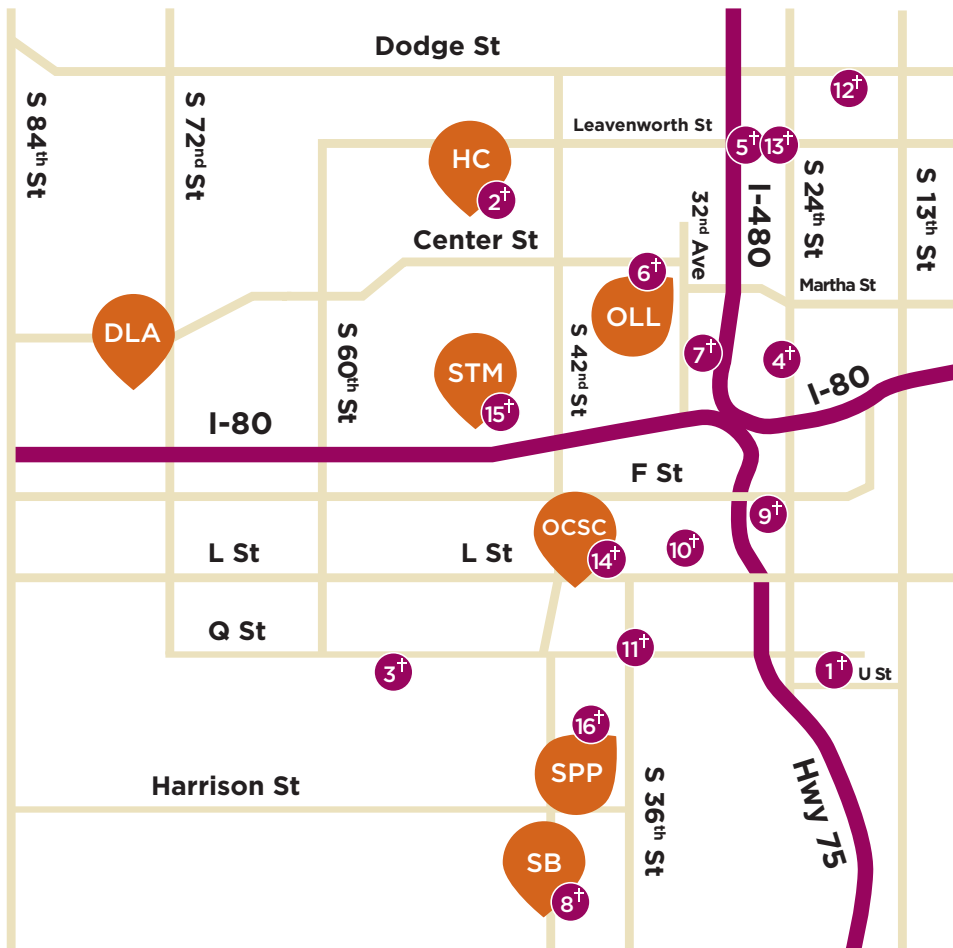 Dodge St
12†
S 84th St
S 72nd St
Leavenworth St
5†
13†
HC
2†
32nd Ave
I-480
S 24th St
S 13th St
Center St
6†
Martha St
OLL
DLA
S 60th St
STM
15†
S 42nd St
7†
4†
I-80
I-80
F St
OCSC
14†
9†
10†
L St
L St
Q St
11†
3†
1†
U St
16†
SPP
Harrison St
S 36th St
Hwy 75
SB
8†